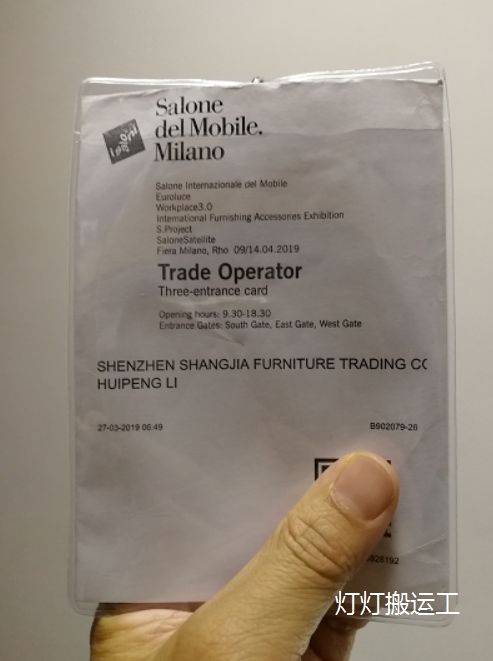 Salone
del Mobile.
Milano
Salone Internazionale del Mobile
Euroluce
Workplace3.0
International Furnishing Accessories Exhibition
S.Project
SaloneSatellite
Fiera Milano, Rho 09/14.04.2019
Trade Operator
Three-entrance card
Opening hours: 9.30-18.30
Entrance Gates: South Gate, East Gate, West Gate
SHENZHEN SHANGJIA FURNITURE TRADING CO
HUIPENG LI
27-03-2019 06:49 B902079-26
828192
灯灯搬运工